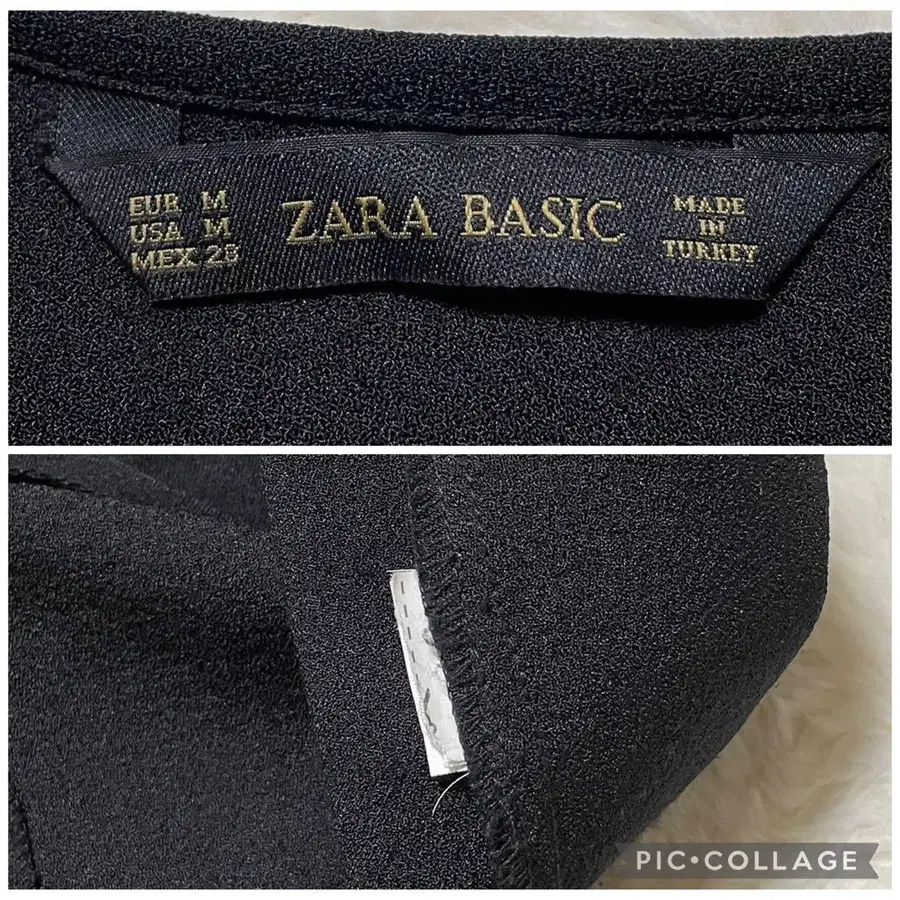 EUR M
USA M
MEX 28
ZARA BASIC
MADE
IN
TURKEY
PIC•COLLAGE